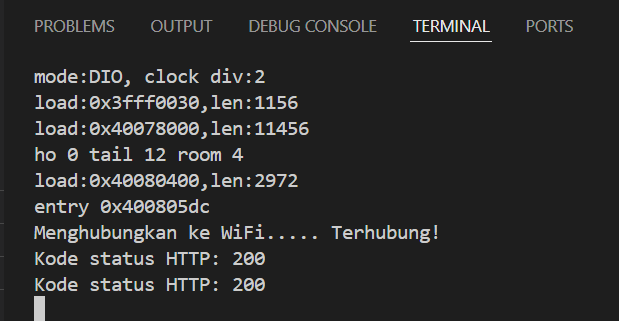 PROBLEMS OUTPUT DEBUG CONSOLE TERMINAL PORTS
mode:DIO, clock div:2
load:0x3fff0030,len:1156
load:0x40078000,len:11456
ho 0 tail 12 room 4
load:0x40080400,len:2972
entry 0x400805dc
Menghubungkan ke WiFi..... Terhubung!
Kode status HTTP: 200
Kode status HTTP: 200